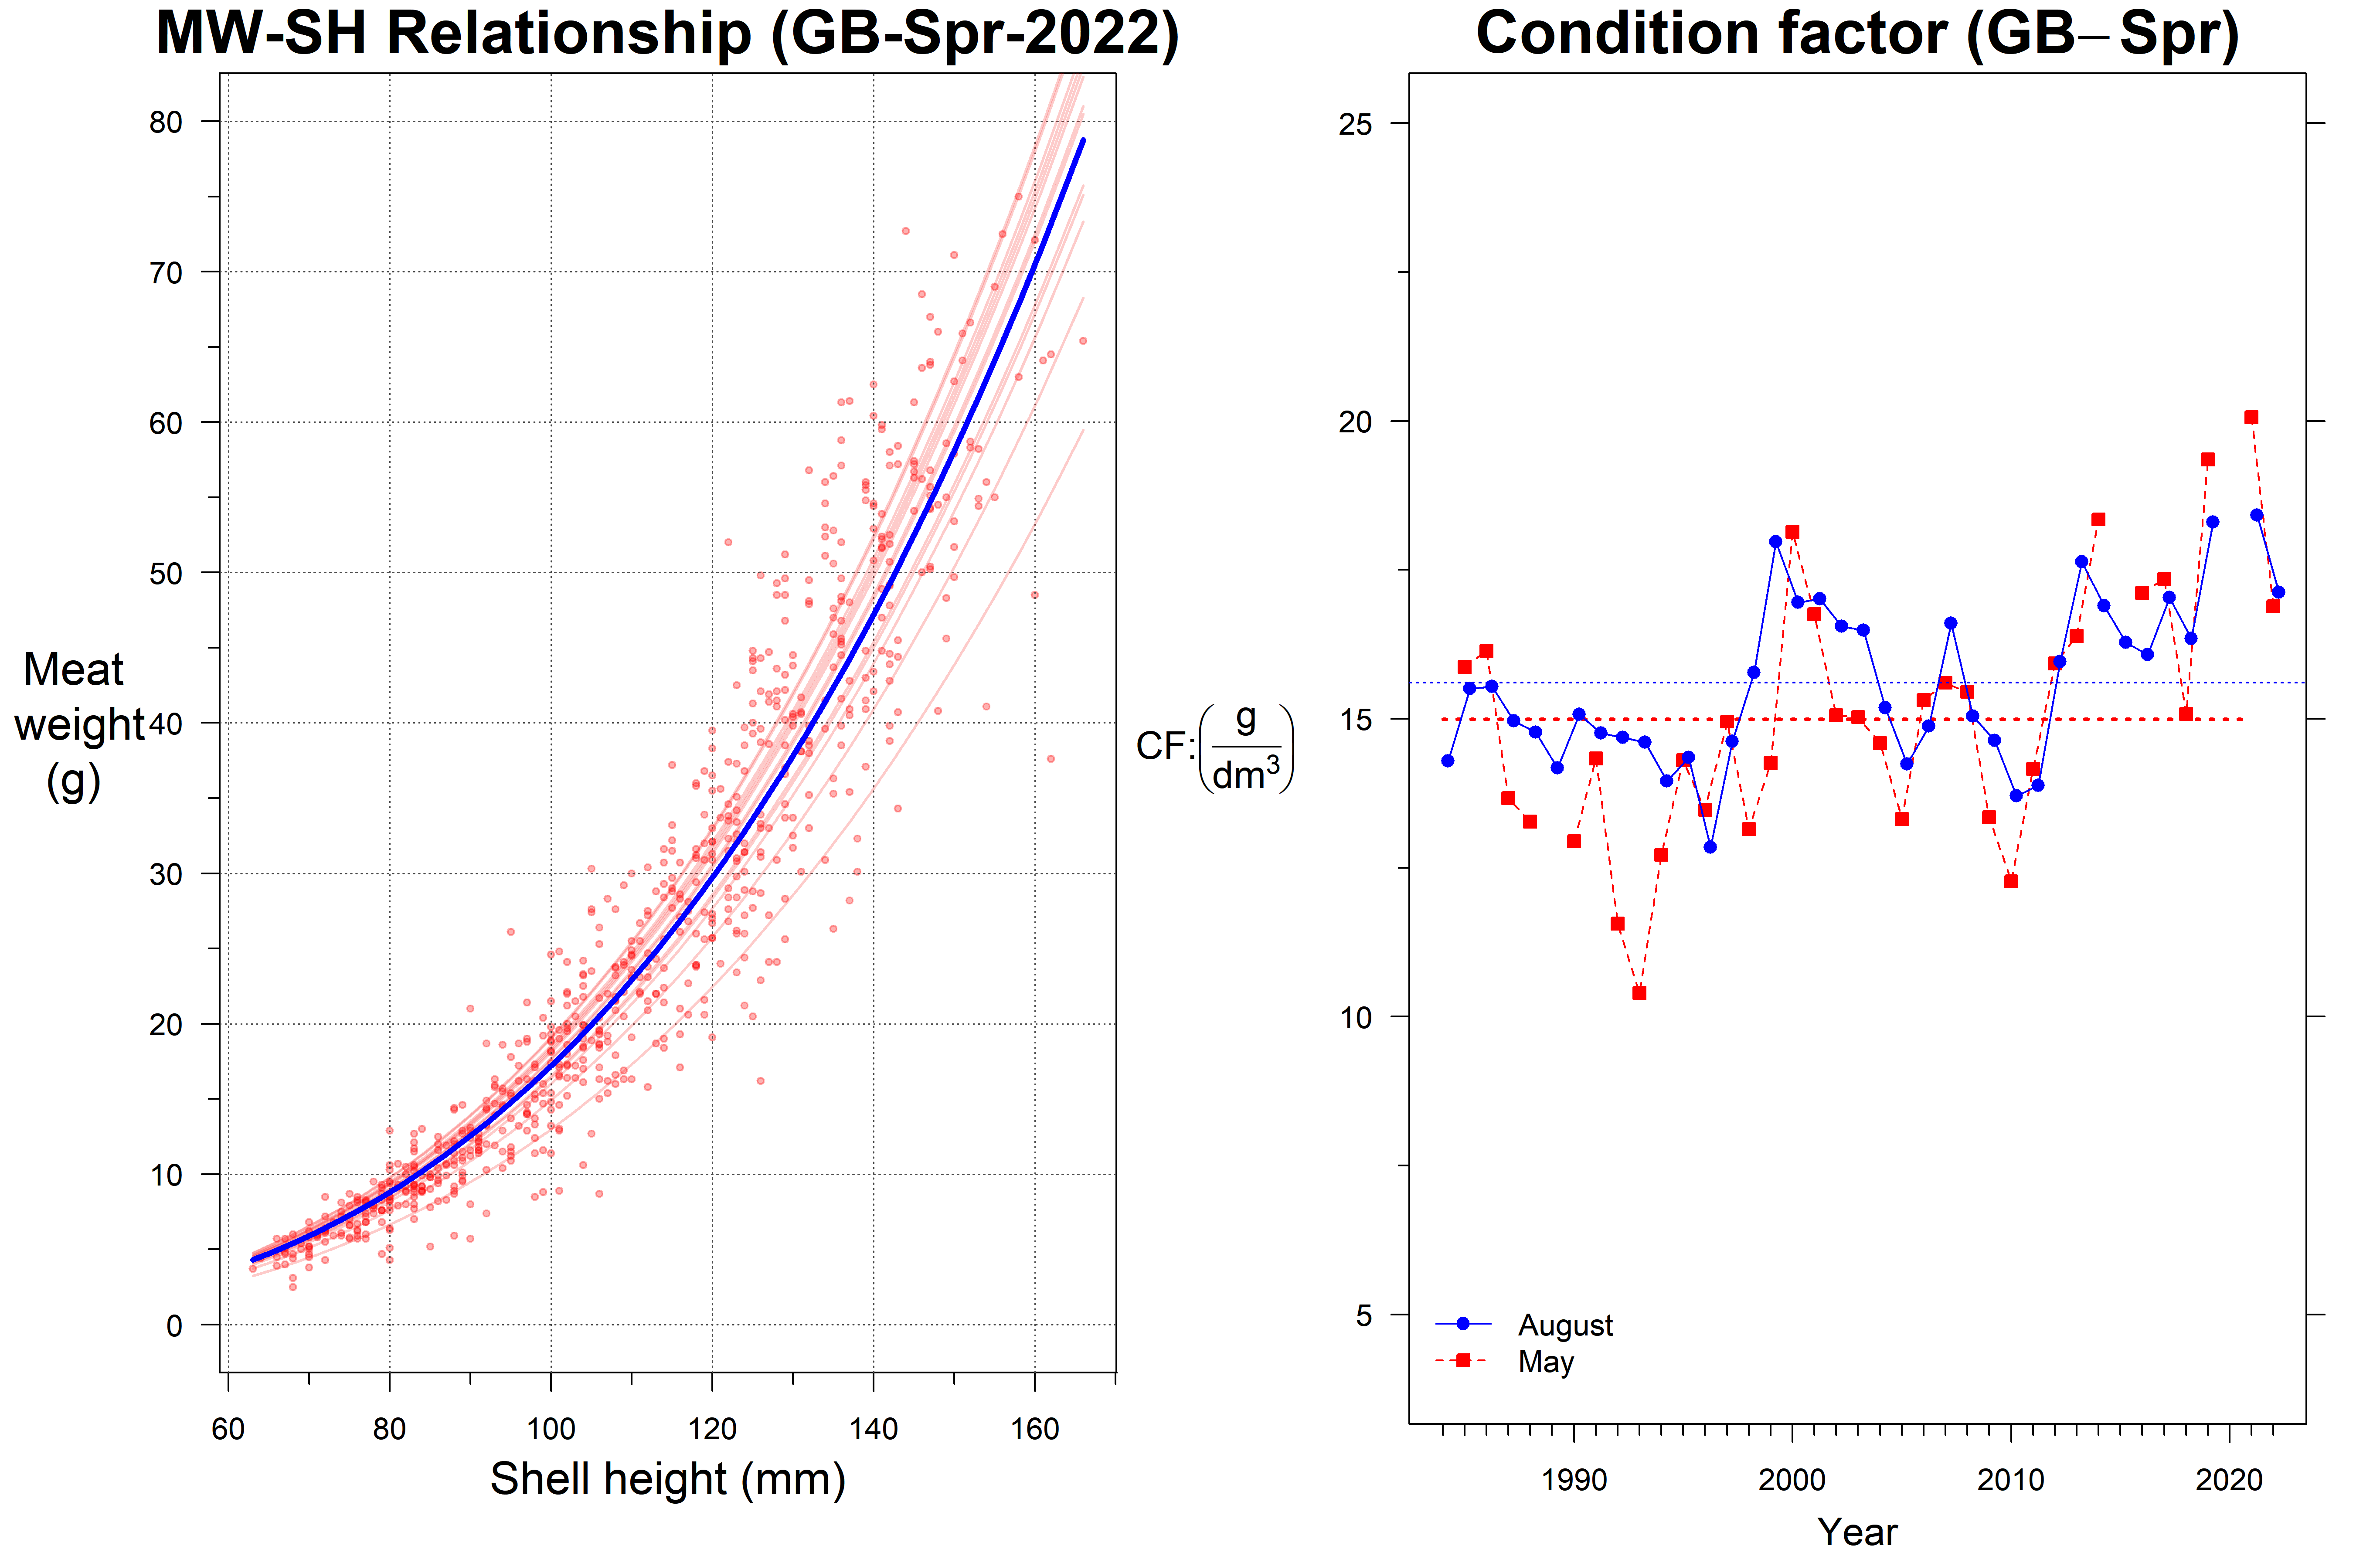 MW-SH Relationship (GB-Spr-2022)
80
70
60
50
40
30
20
10
0
Meat
weight
(g)
60 80 100 120 140 160
Shell height (mm)
Condition factor (GB−Spr)
25
20
15
10
5
CF:(g/dm³)
August
May
1990 2000 2010 2020
Year